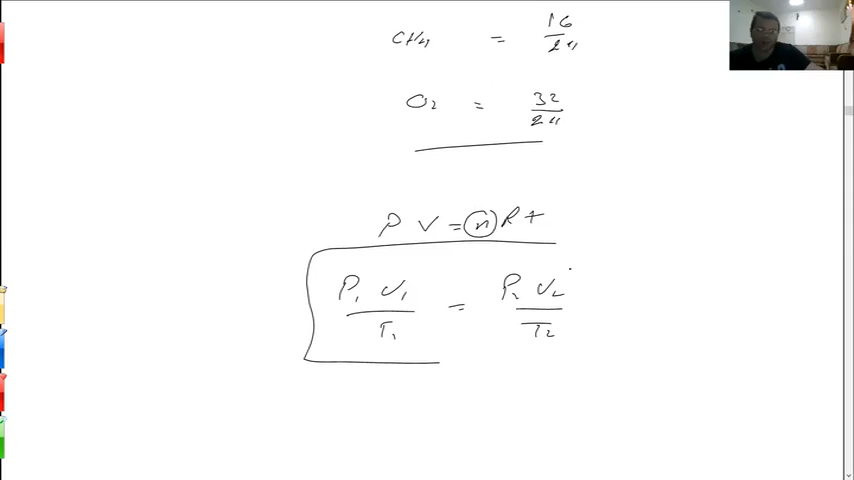 CH4 = 16/24
O2 = 32/24
P V = n R T
P1 V1 / T1 = P2 V2 / T2